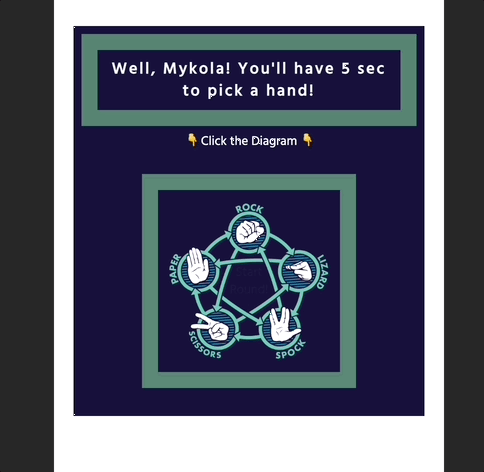 Well, Mykola! You'll have 5 sec
to pick a hand!
👇 Click the Diagram 👇
ROCK
PAPER
LIZARD
SCISSORS
SPOCK